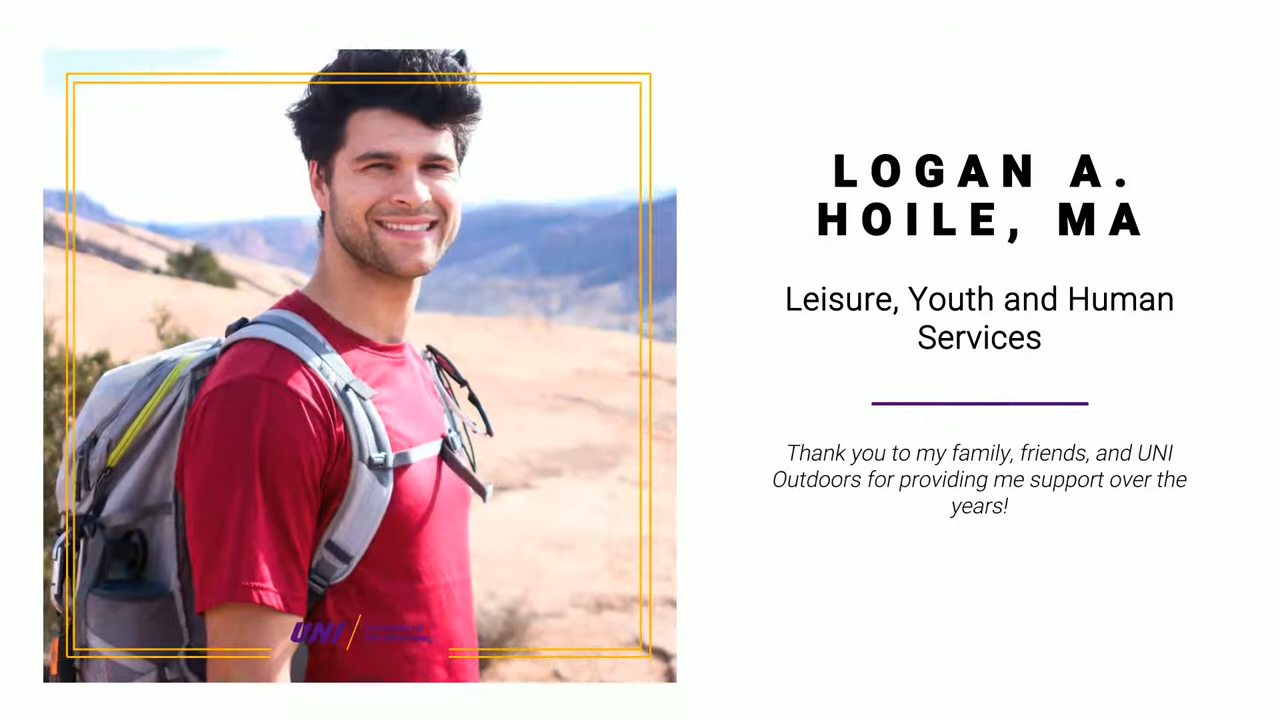 LOGAN A.
HOILE, MA
Leisure, Youth and Human
Services
Thank you to my family, friends, and UNI
Outdoors for providing me support over the
years!
UNI